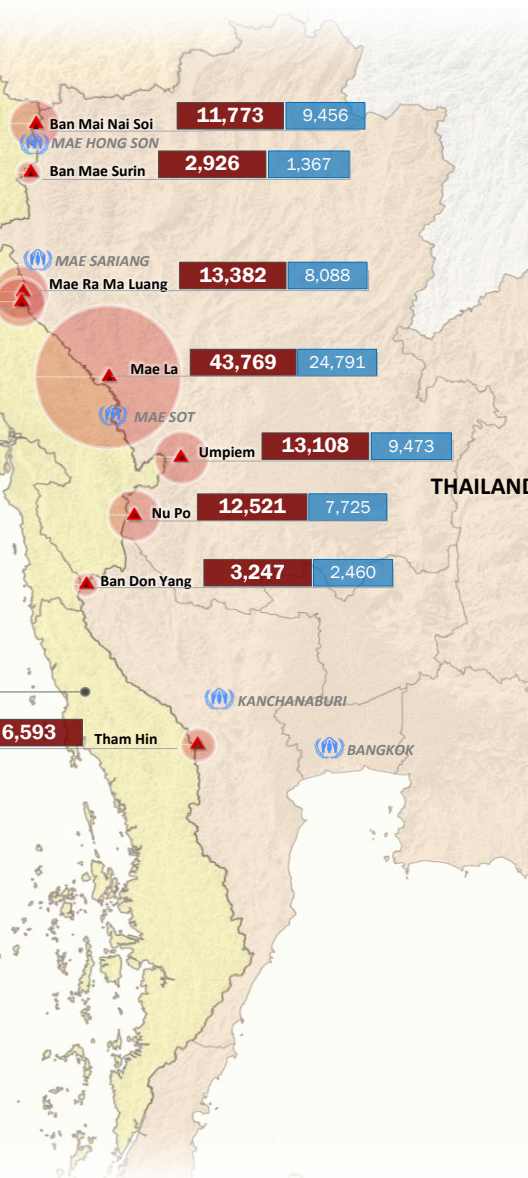 Ban Mai Nai Soi 11,773 9,456
MAE HONG SON
Ban Mae Surin 2,926 1,367
MAE SARIANG
Mae Ra Ma Luang 13,382 8,088
Mae La 43,769 24,791
MAE SOT
Umpiem 13,108 9,473
THAILAND
Nu Po 12,521 7,725
Ban Don Yang 3,247 2,460
KANCHANABURI
6,593 Tham Hin
BANGKOK